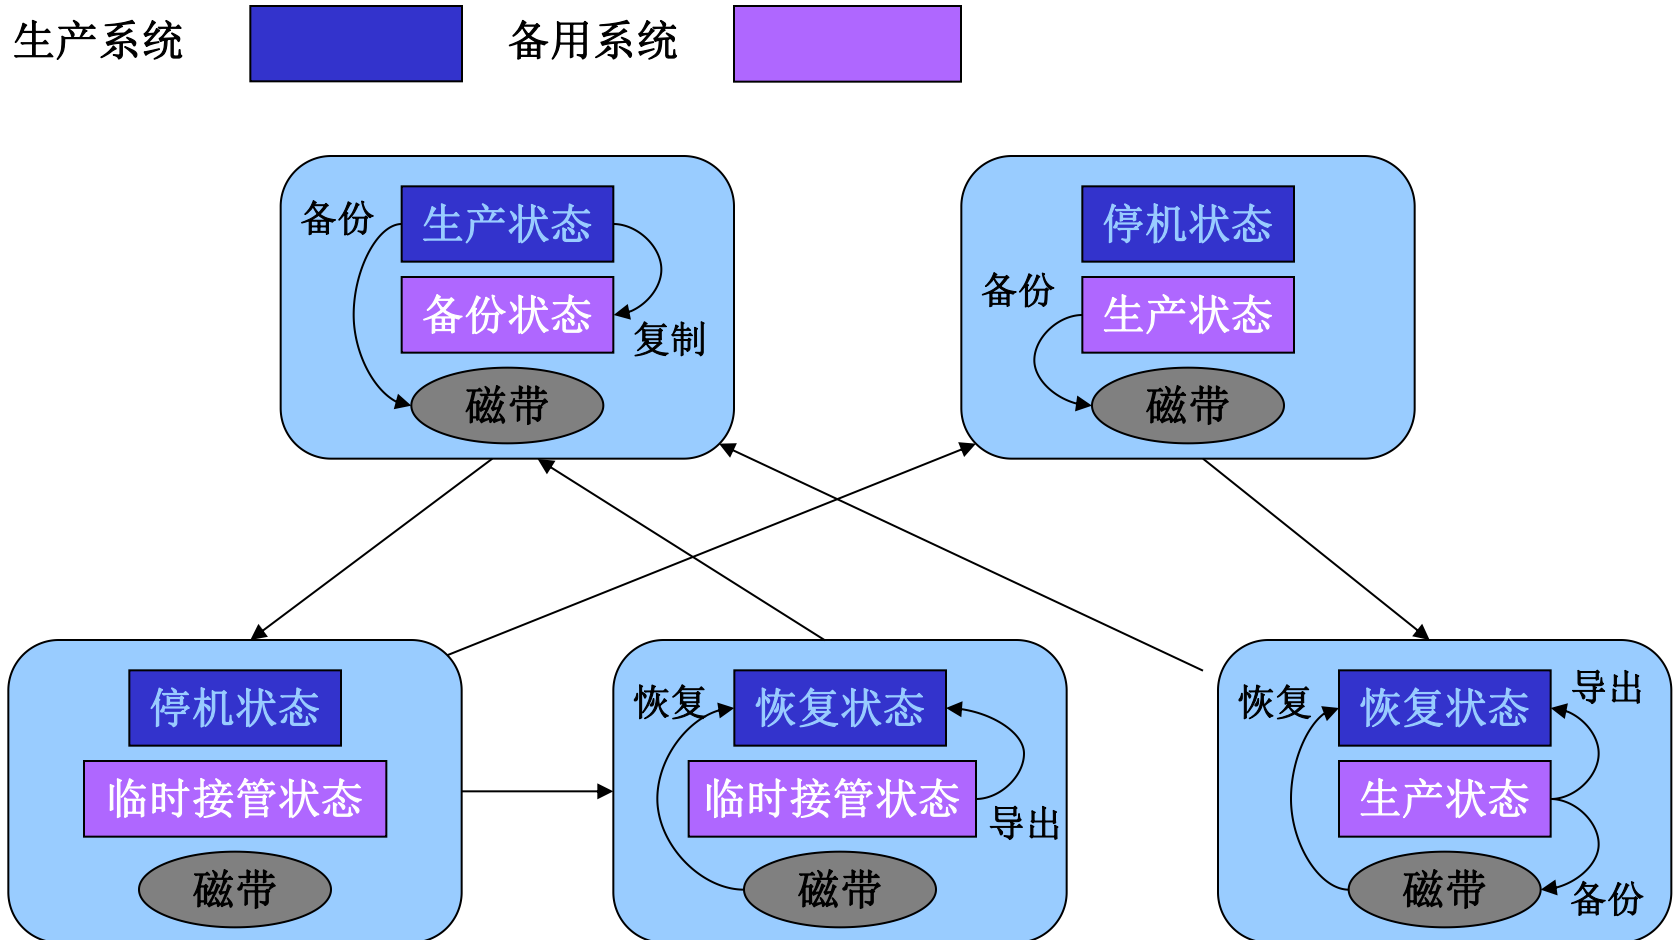 生产系统
备用系统
备份
生产状态
备份状态
复制
磁带
停机状态
备份
生产状态
磁带
停机状态
临时接管状态
磁带
恢复
恢复状态
临时接管状态
导出
磁带
恢复
恢复状态
导出
生产状态
磁带
备份